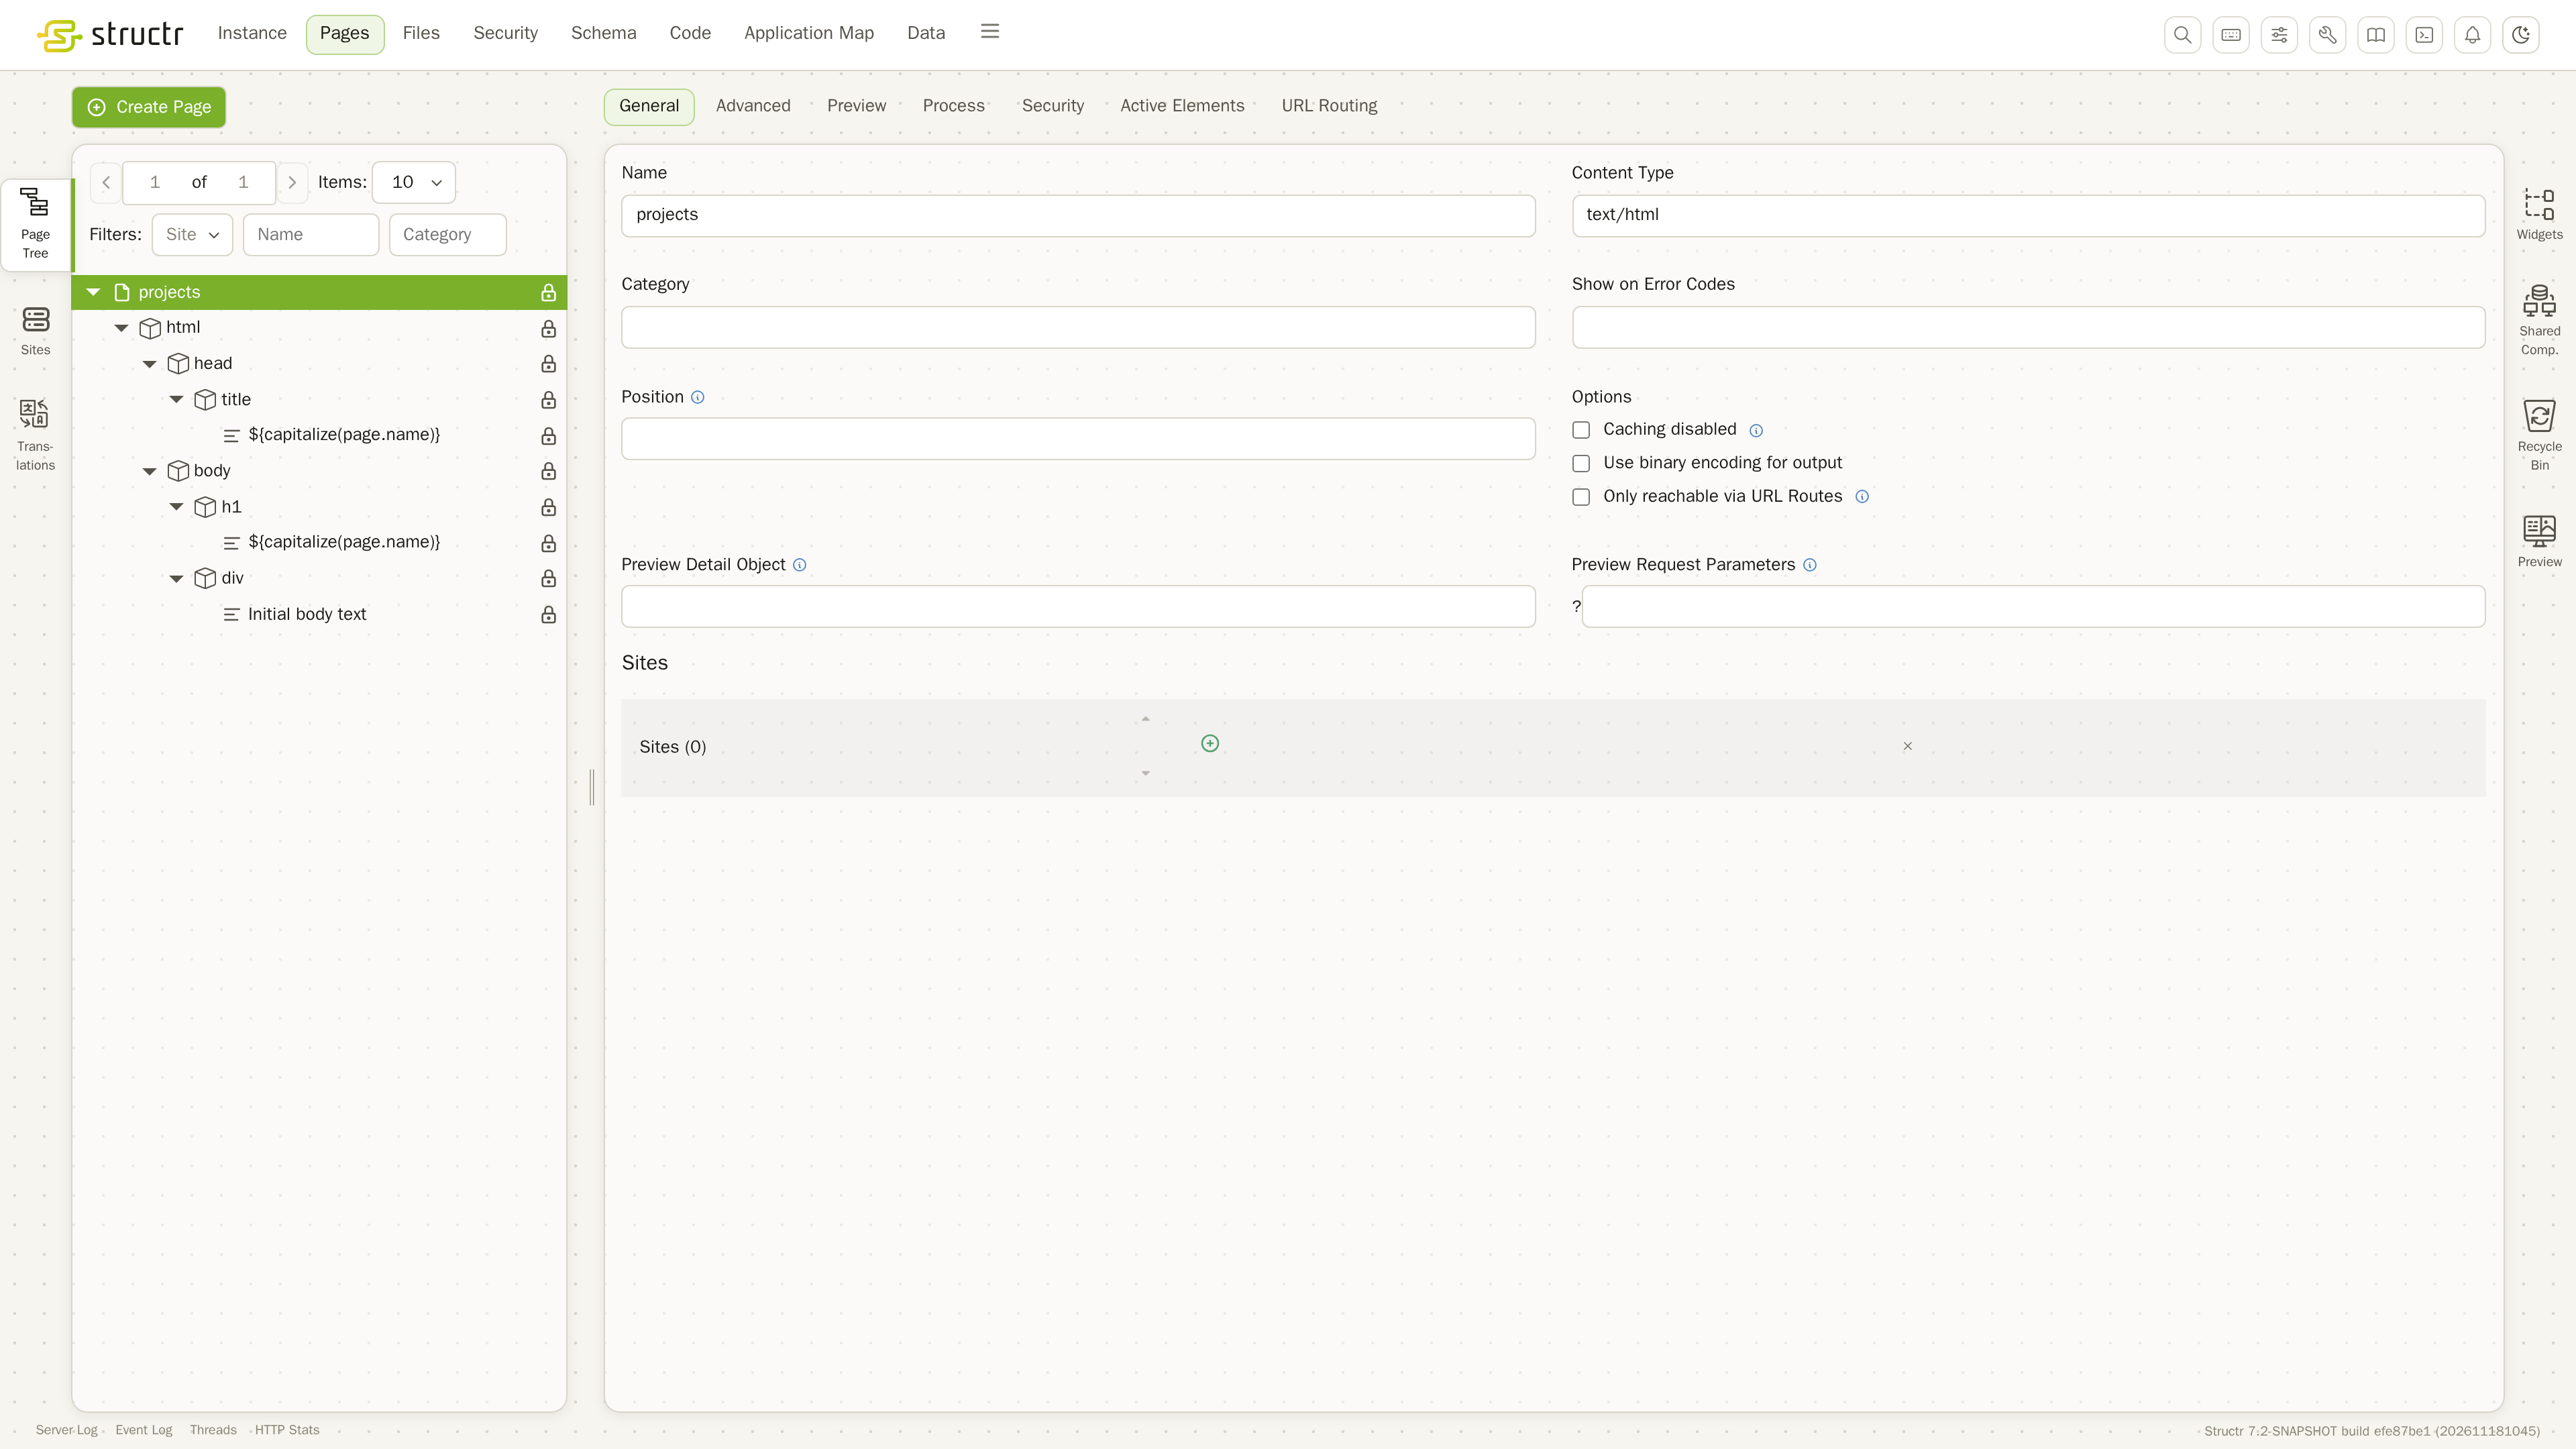 structr Instance Pages Files Security Schema Code Application Map Data
Create Page
General Advanced Preview Process Security Active Elements URL Routing
1 of 1 Items: 10
Filters: Site Name Category
Page
Tree
Sites
Trans-
lations
projects
html
head
title
${capitalize(page.name)}
body
h1
${capitalize(page.name)}
div
Initial body text
Name
projects
Content Type
text/html
Category
Show on Error Codes
Position
Options
Caching disabled
Use binary encoding for output
Only reachable via URL Routes
Preview Detail Object
Preview Request Parameters
?
Sites
Sites (0)
Widgets
Shared
Comp.
Recycle
Bin
Preview
Server Log Event Log Threads HTTP Stats
Structr 7.2-SNAPSHOT build efe87be1 (202611181045)